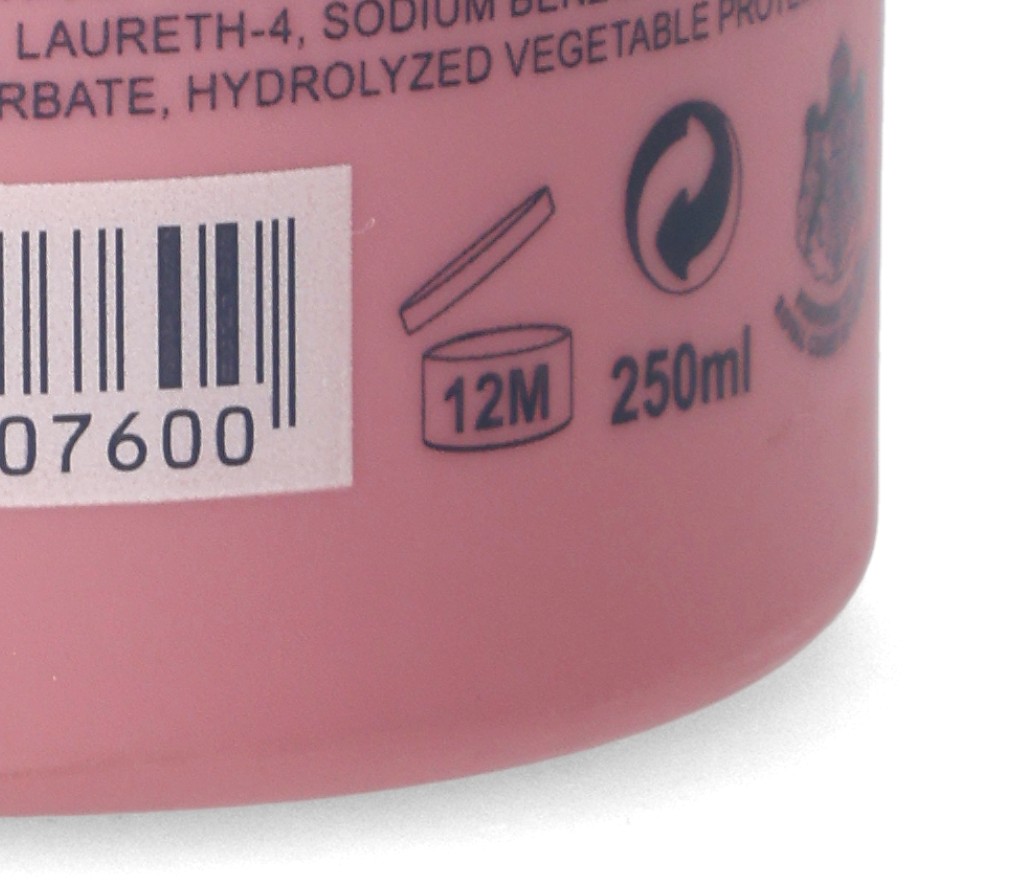 LAURETH-4, SODIUM
RBATE, HYDROLYZED VEGETABLE
12M
250ml
07600